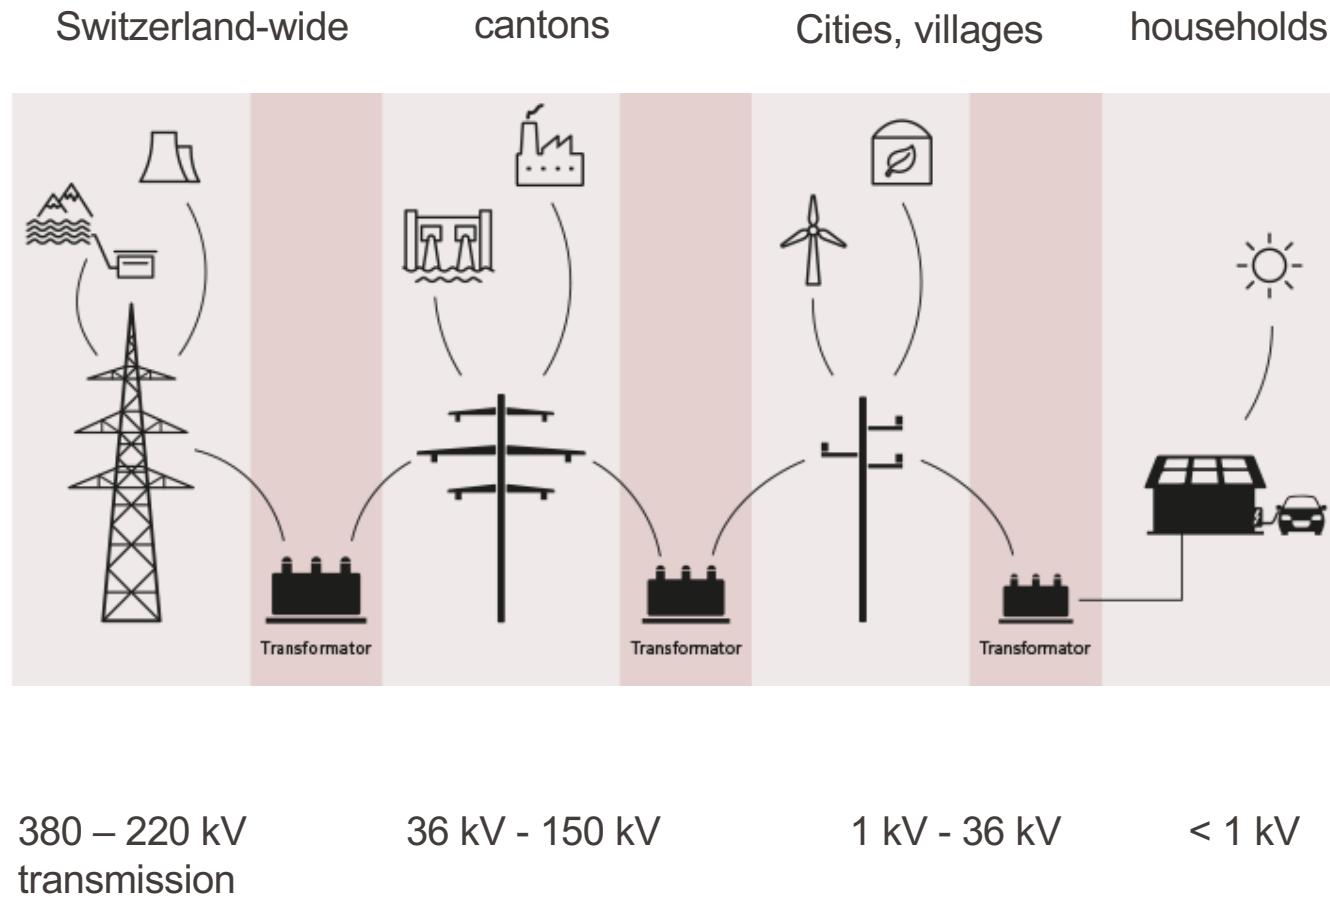 Switzerland-wide
cantons
Cities, villages
households
Transformator
Transformator
Transformator
380 – 220 kV
transmission
36 kV - 150 kV
1 kV - 36 kV
< 1 kV